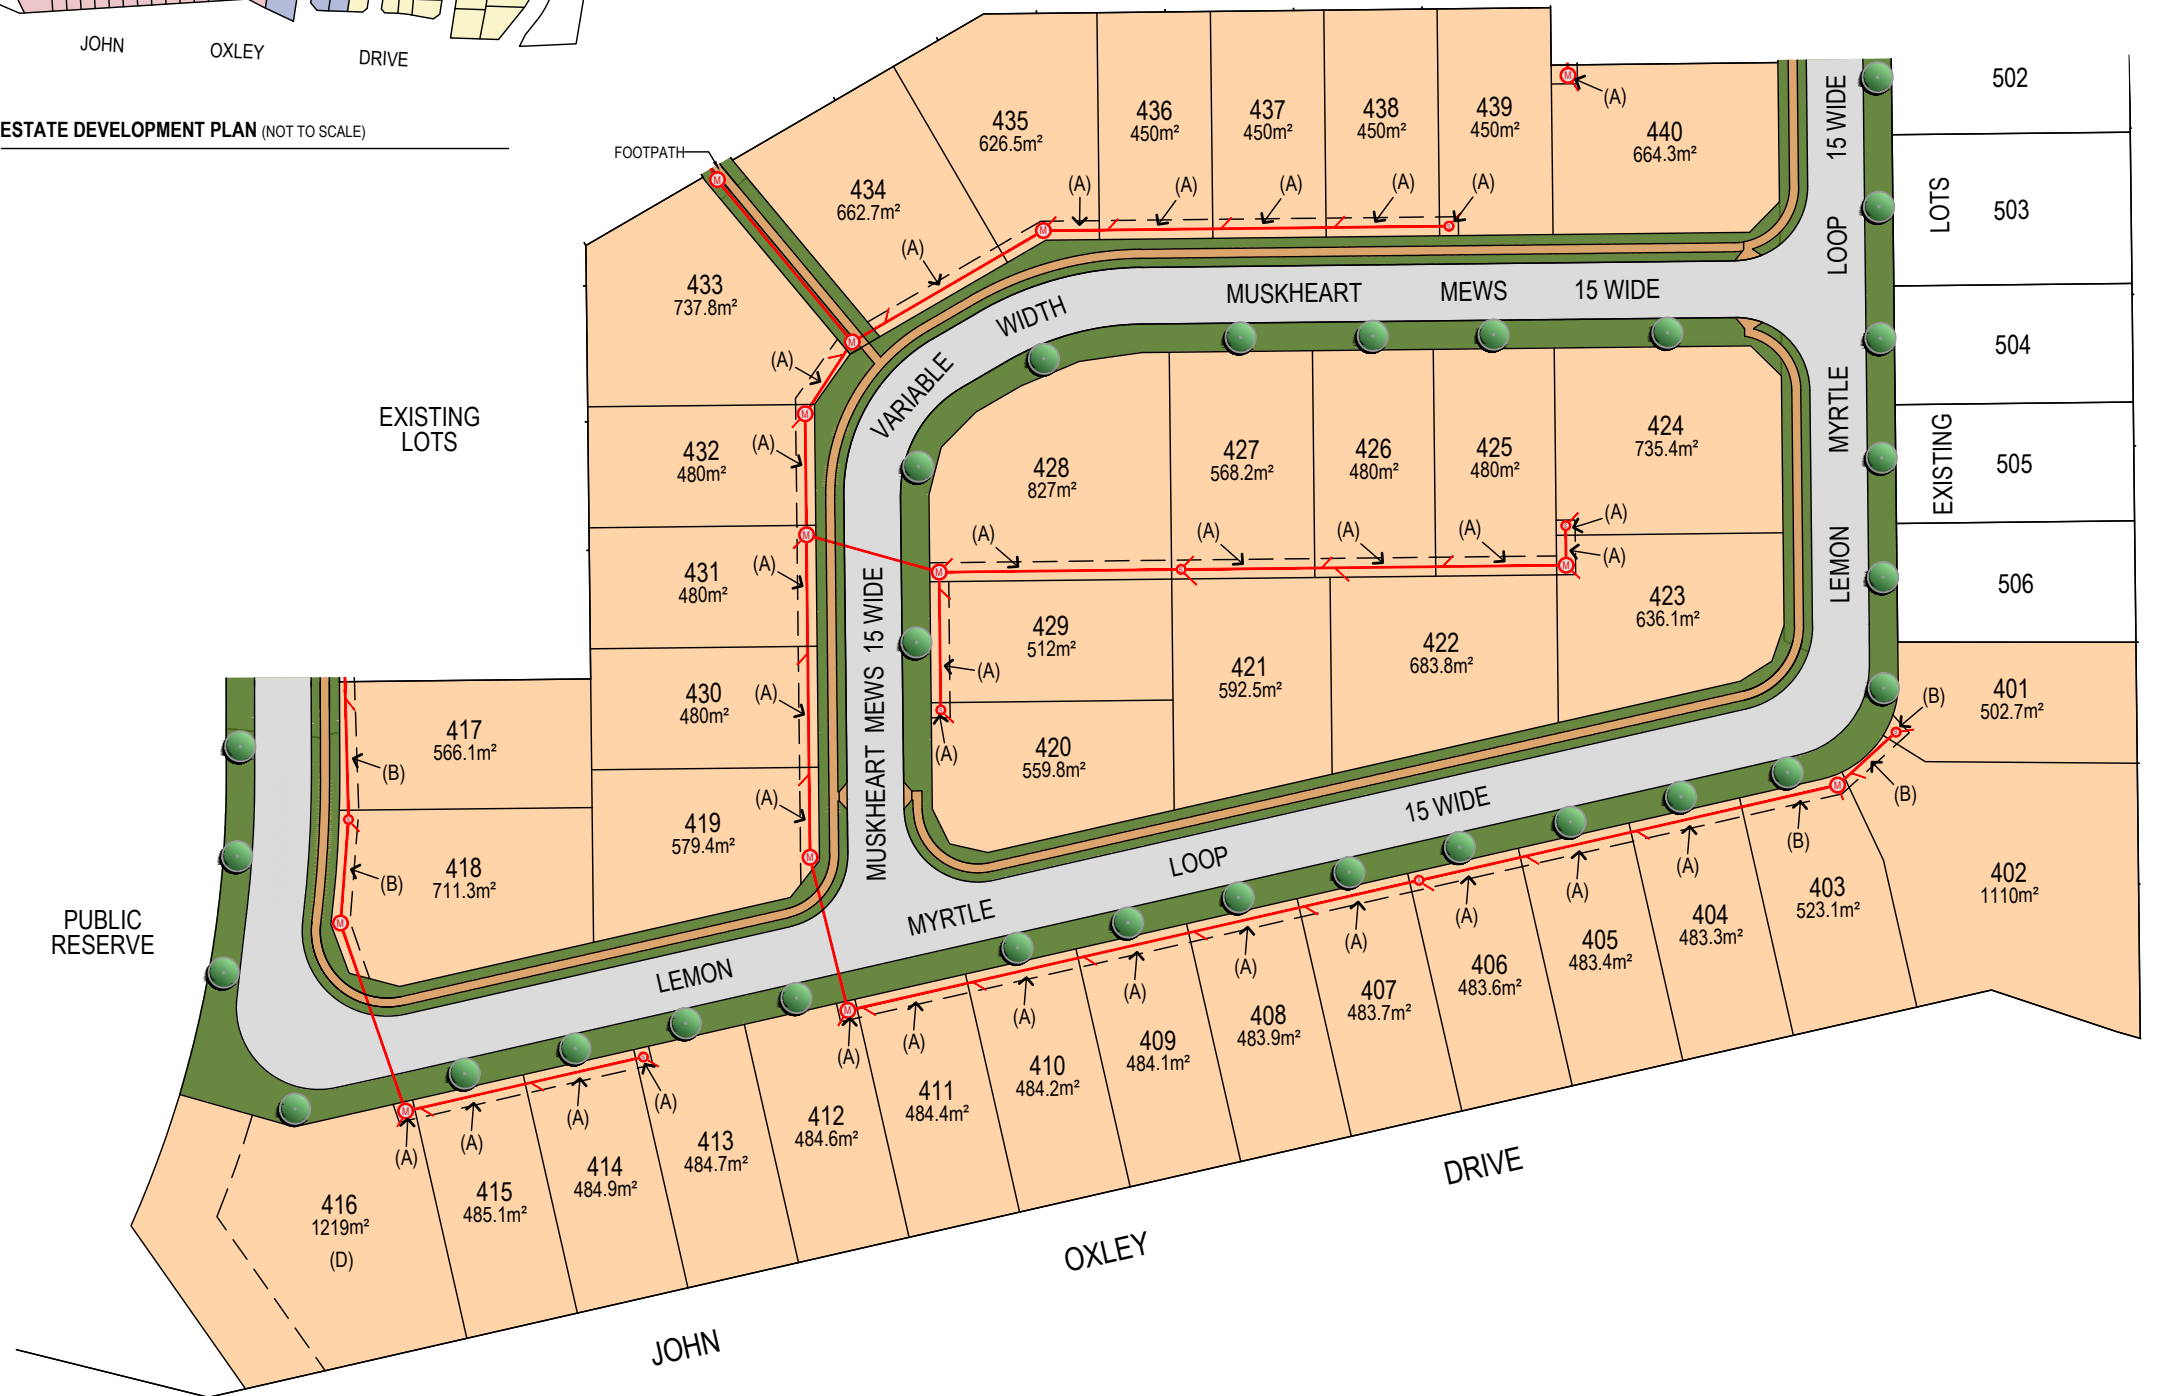 JOHN OXLEY DRIVE
ESTATE DEVELOPMENT PLAN (NOT TO SCALE)
FOOTPATH
435
626.5m²
436
450m²
437
450m²
438
450m²
439
450m²
440
664.3m²
(A)
434
662.7m²
(A)
(A)
(A)
(A)
(A)
(A)
433
737.8m²
(A)
15 WIDE
LOOP
MYRTLE
LEMON
502
LOTS
503
504
EXISTING
505
506
MUSKHEART MEWS 15 WIDE
VARIABLE WIDTH
EXISTING
LOTS
432
480m²
(A)
431
480m²
(A)
430
480m²
(A)
419
579.4m²
(A)
MUSKHEART MEWS 15 WIDE
428
827m²
(A)
427
568.2m²
(A)
426
480m²
(A)
425
480m²
(A)
424
735.4m²
(A)
(A)
429
512m²
(A)
420
559.8m²
(A)
421
592.5m²
422
683.8m²
423
636.1m²
417
566.1m²
(B)
418
711.3m²
(B)
PUBLIC
RESERVE
LEMON MYRTLE LOOP 15 WIDE
401
502.7m²
(B)
(B)
402
1110m²
403
523.1m²
(B)
404
483.3m²
(A)
405
483.4m²
(A)
406
483.6m²
(A)
407
483.7m²
(A)
408
483.9m²
(A)
409
484.1m²
(A)
410
484.2m²
(A)
411
484.4m²
(A)
412
484.6m²
(A)
413
484.7m²
(A)
414
484.9m²
(A)
415
485.1m²
(A)
416
1219m²
(D)
(A)
JOHN OXLEY DRIVE